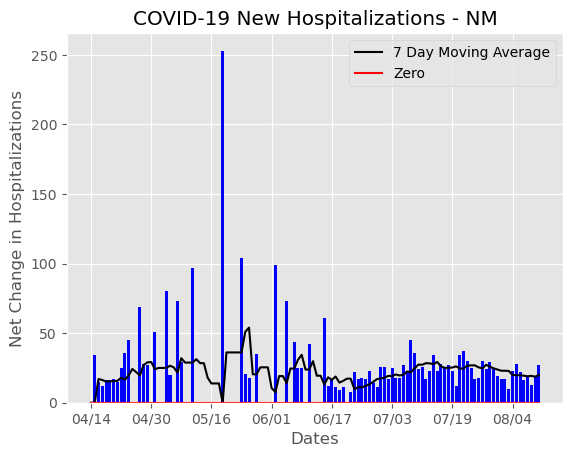 COVID-19 New Hospitalizations - NM
7 Day Moving Average
Zero
Net Change in Hospitalizations
250
200
150
100
50
0
04/14 04/30 05/16 06/01 06/17 07/03 07/19 08/04
Dates